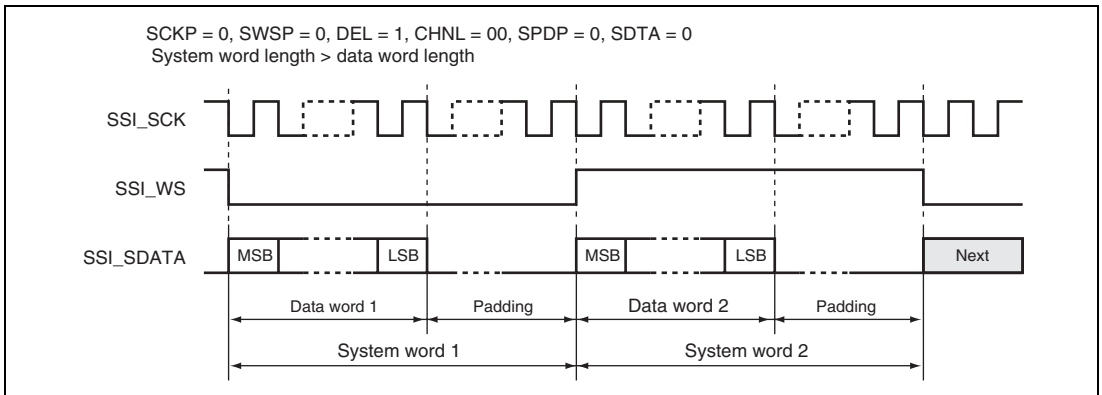 SCKP = 0, SWSP = 0, DEL = 1, CHNL = 00, SPDP = 0, SDTA = 0
System word length > data word length
SSI_SCK
SSI_WS
SSI_SDATA
MSB
LSB
MSB
LSB
Next
Data word 1
Padding
Data word 2
Padding
System word 1
System word 2